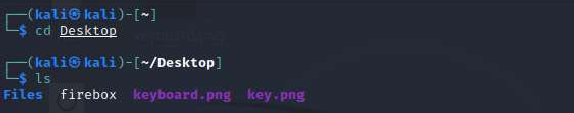 ┌──(kali㉿kali)-[~]
└─$ cd Desktop
┌──(kali㉿kali)-[~/Desktop]
└─$ ls
Files  firebox  keyboard.png  key.png